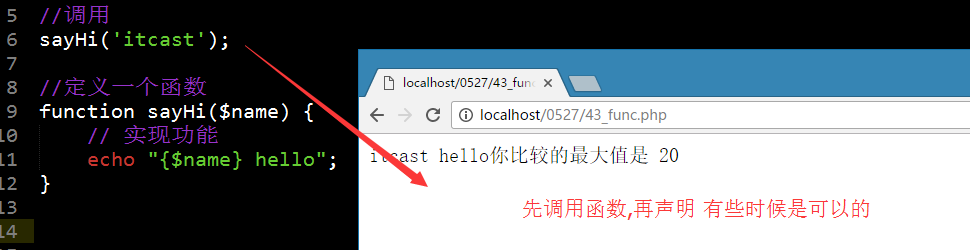 5 //调用
6 sayHi('itcast');
7
8 //定义一个函数
9 function sayHi($name) {
10 // 实现功能
11 echo "{$name} hello";
12 }
13
14
localhost/0527/43_func
localhost/0527/43_func.php
itcast hello你比较的最大值是 20
先调用函数,再声明 有些时候是可以的